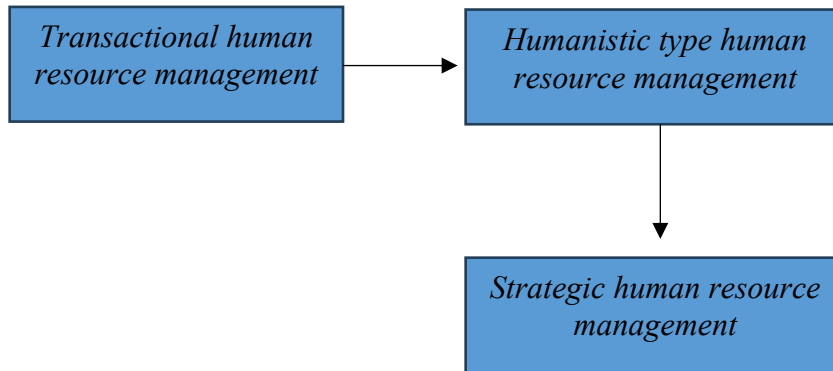 Transactional human
resource management
Humanistic type human
resource management
Strategic human resource
management